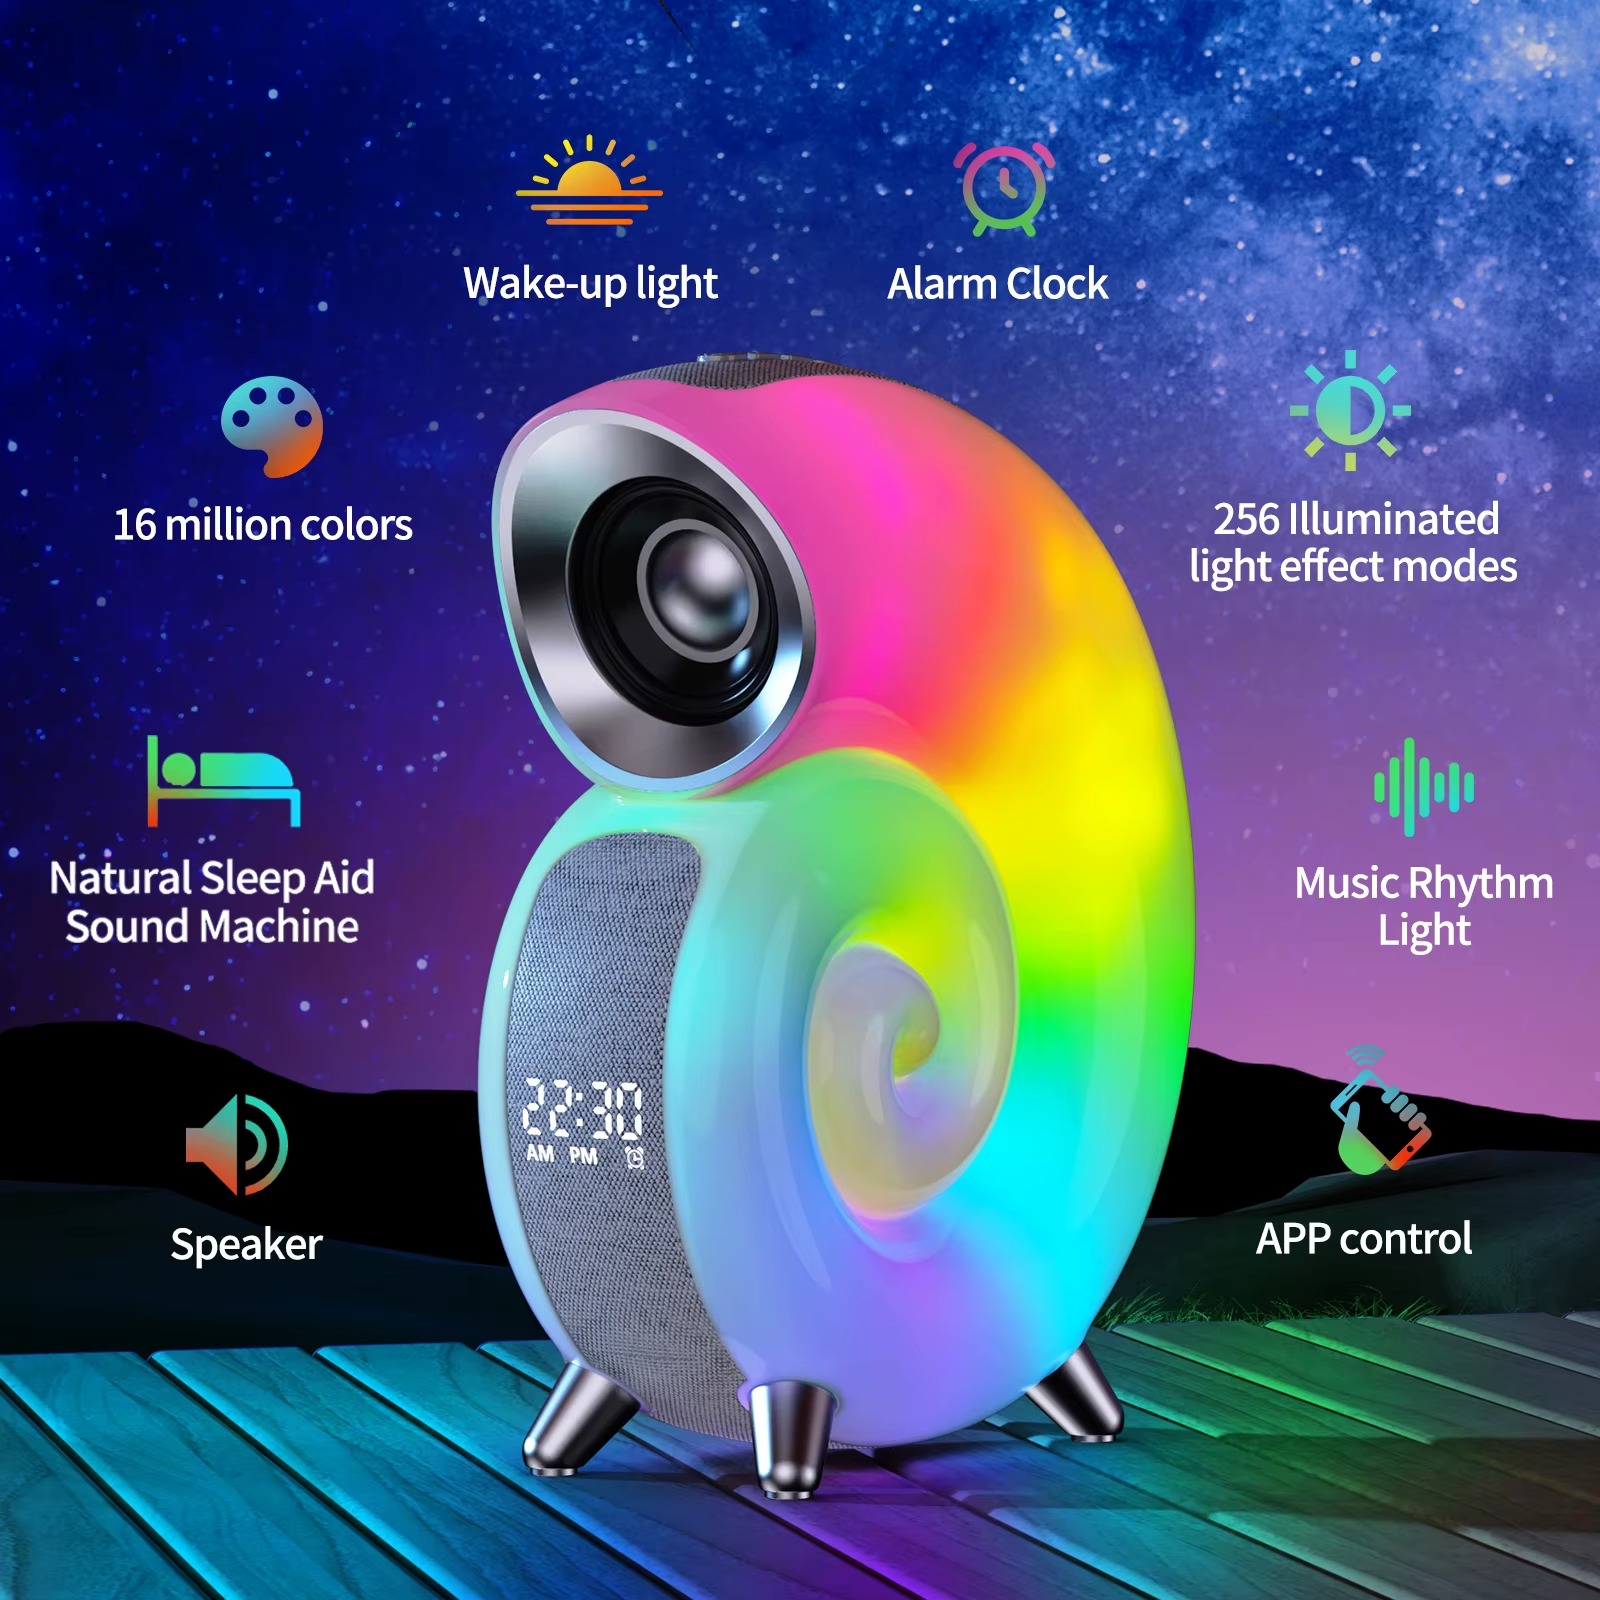 Wake-up light
Alarm Clock
16 million colors
256 Illuminated
light effect modes
Natural Sleep Aid
Sound Machine
Music Rhythm
Light
22:30
AM PM
Speaker
APP control